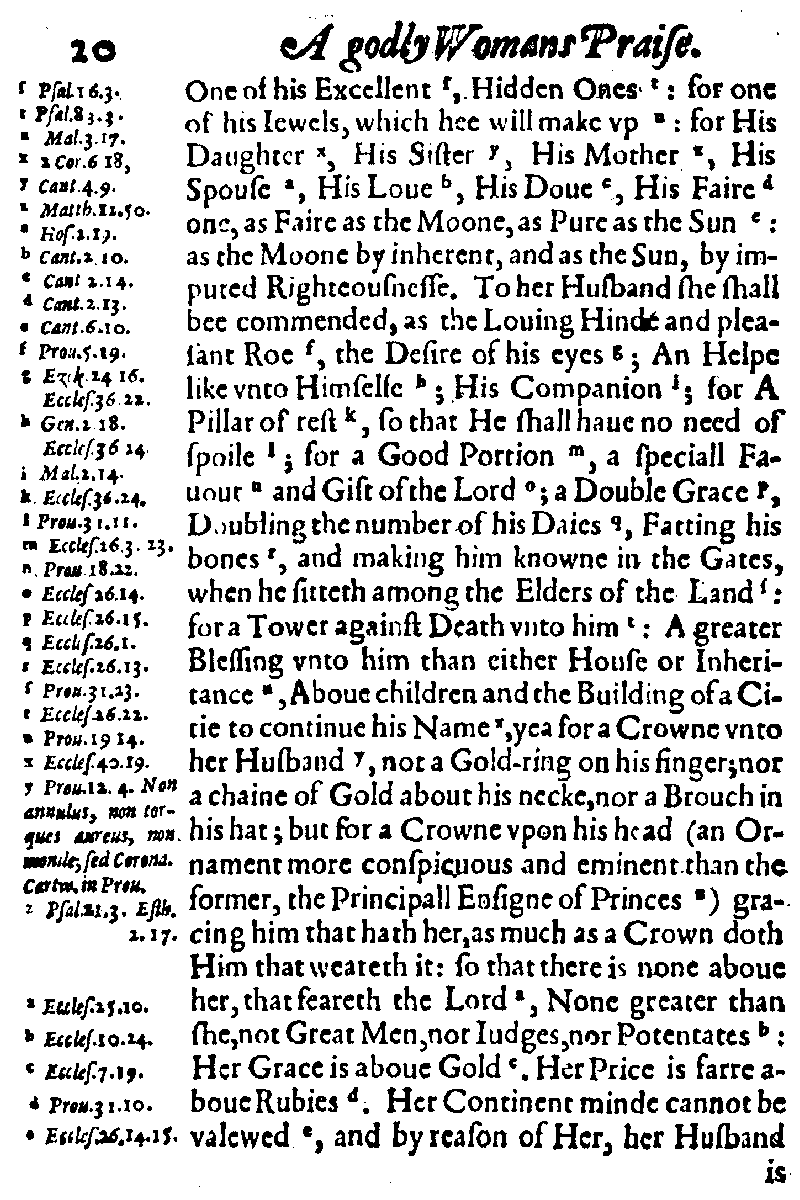 20 A godly Womans Praiſe.
One of his Excellent ſ, Hidden Ones t : for one
of his Iewels, which hee will make vp u : for His
Daughter x, His Siſter y, His Mother z, His
Spouſe a, His Loue b, His Doue c, His Faire d
one, as Faire as the Moone, as Pure as the Sun e :
as the Moone by inherent, and as the Sun, by im-
puted Righteouſneſſe. To her Huſband ſhe ſhall
bee commended, as the Louing Hinde and plea-
ſant Roe f, the Deſire of his eyes g ; An Helpe
like vnto Himſelfe h ; His Companion i ; for A
Pillar of reſt k, ſo that He ſhall haue no need of
ſpoile l ; for a Good Portion m, a ſpeciall Fa-
uour n and Gift of the Lord o ; a Double Grace p,
Doubling the number of his Daies q, Fatting his
bones r, and making him knowne in the Gates,
when he ſitteth among the Elders of the Land ſ :
for a Tower againſt Death vnto him t : A greater
Bleſſing vnto him than either Houſe or Inheri-
tance u, Aboue children and the Building of a Ci-
tie to continue his Name x, yea for a Crowne vnto
her Huſband y, not a Gold-ring on his finger; nor
a chaine of Gold about his necke, nor a Brouch in
his hat ; but for a Crowne vpon his head (an Or-
nament more conſpicuous and eminent than the
former, the Principall Enſigne of Princes z) gra-
cing him that hath her, as much as a Crown doth
Him that weareth it : ſo that there is none aboue
her, that feareth the Lord a, None greater than
ſhe, not Great Men, nor Iudges, nor Potentates b :
Her Grace is aboue Gold c. Her Price is farre a-
boue Rubies d. Her Continent minde cannot be
valewed e, and by reaſon of Her, her Huſband
is
ſ Pſal.16.3.
t Pſal.83.3.
u Mal.3.17.
x 2 Cor.6 18,
y Cant.4.9.
z Matth.12.50.
a Hoſ.2.19.
b Cant.2.10.
c Cant 2.14.
d Cant.2.13.
e Cant.6.10.
f Prou.5.19.
g Ezek.24 16.
Eccleſ.36.22.
h Gen.2 18.
Eccleſ.36 24.
i Mal.2.14.
k Eccleſ.36.24.
l Prou.31.11.
m Eccleſ.26.3. 23.
n Prou.18.22.
o Eccleſ.26.14.
p Eccleſ.26.15.
q Eccleſ.26.1.
r Eccleſ.26.13.
ſ Prou.31.23.
t Eccleſ.26.22.
u Prou.19 14.
x Eccleſ.40.19.
y Prou.12. 4. Non
annulus, non tor-
ques aureus, non
monile, ſed Corona.
Cartw. in Prou.
z Pſal.21.3. Eſth.
2.17.
a Eccleſ.25.10.
b Eccleſ.10.24.
c Eccleſ.7.19.
d Prou.31.10.
e Eccleſ.26.14.15.